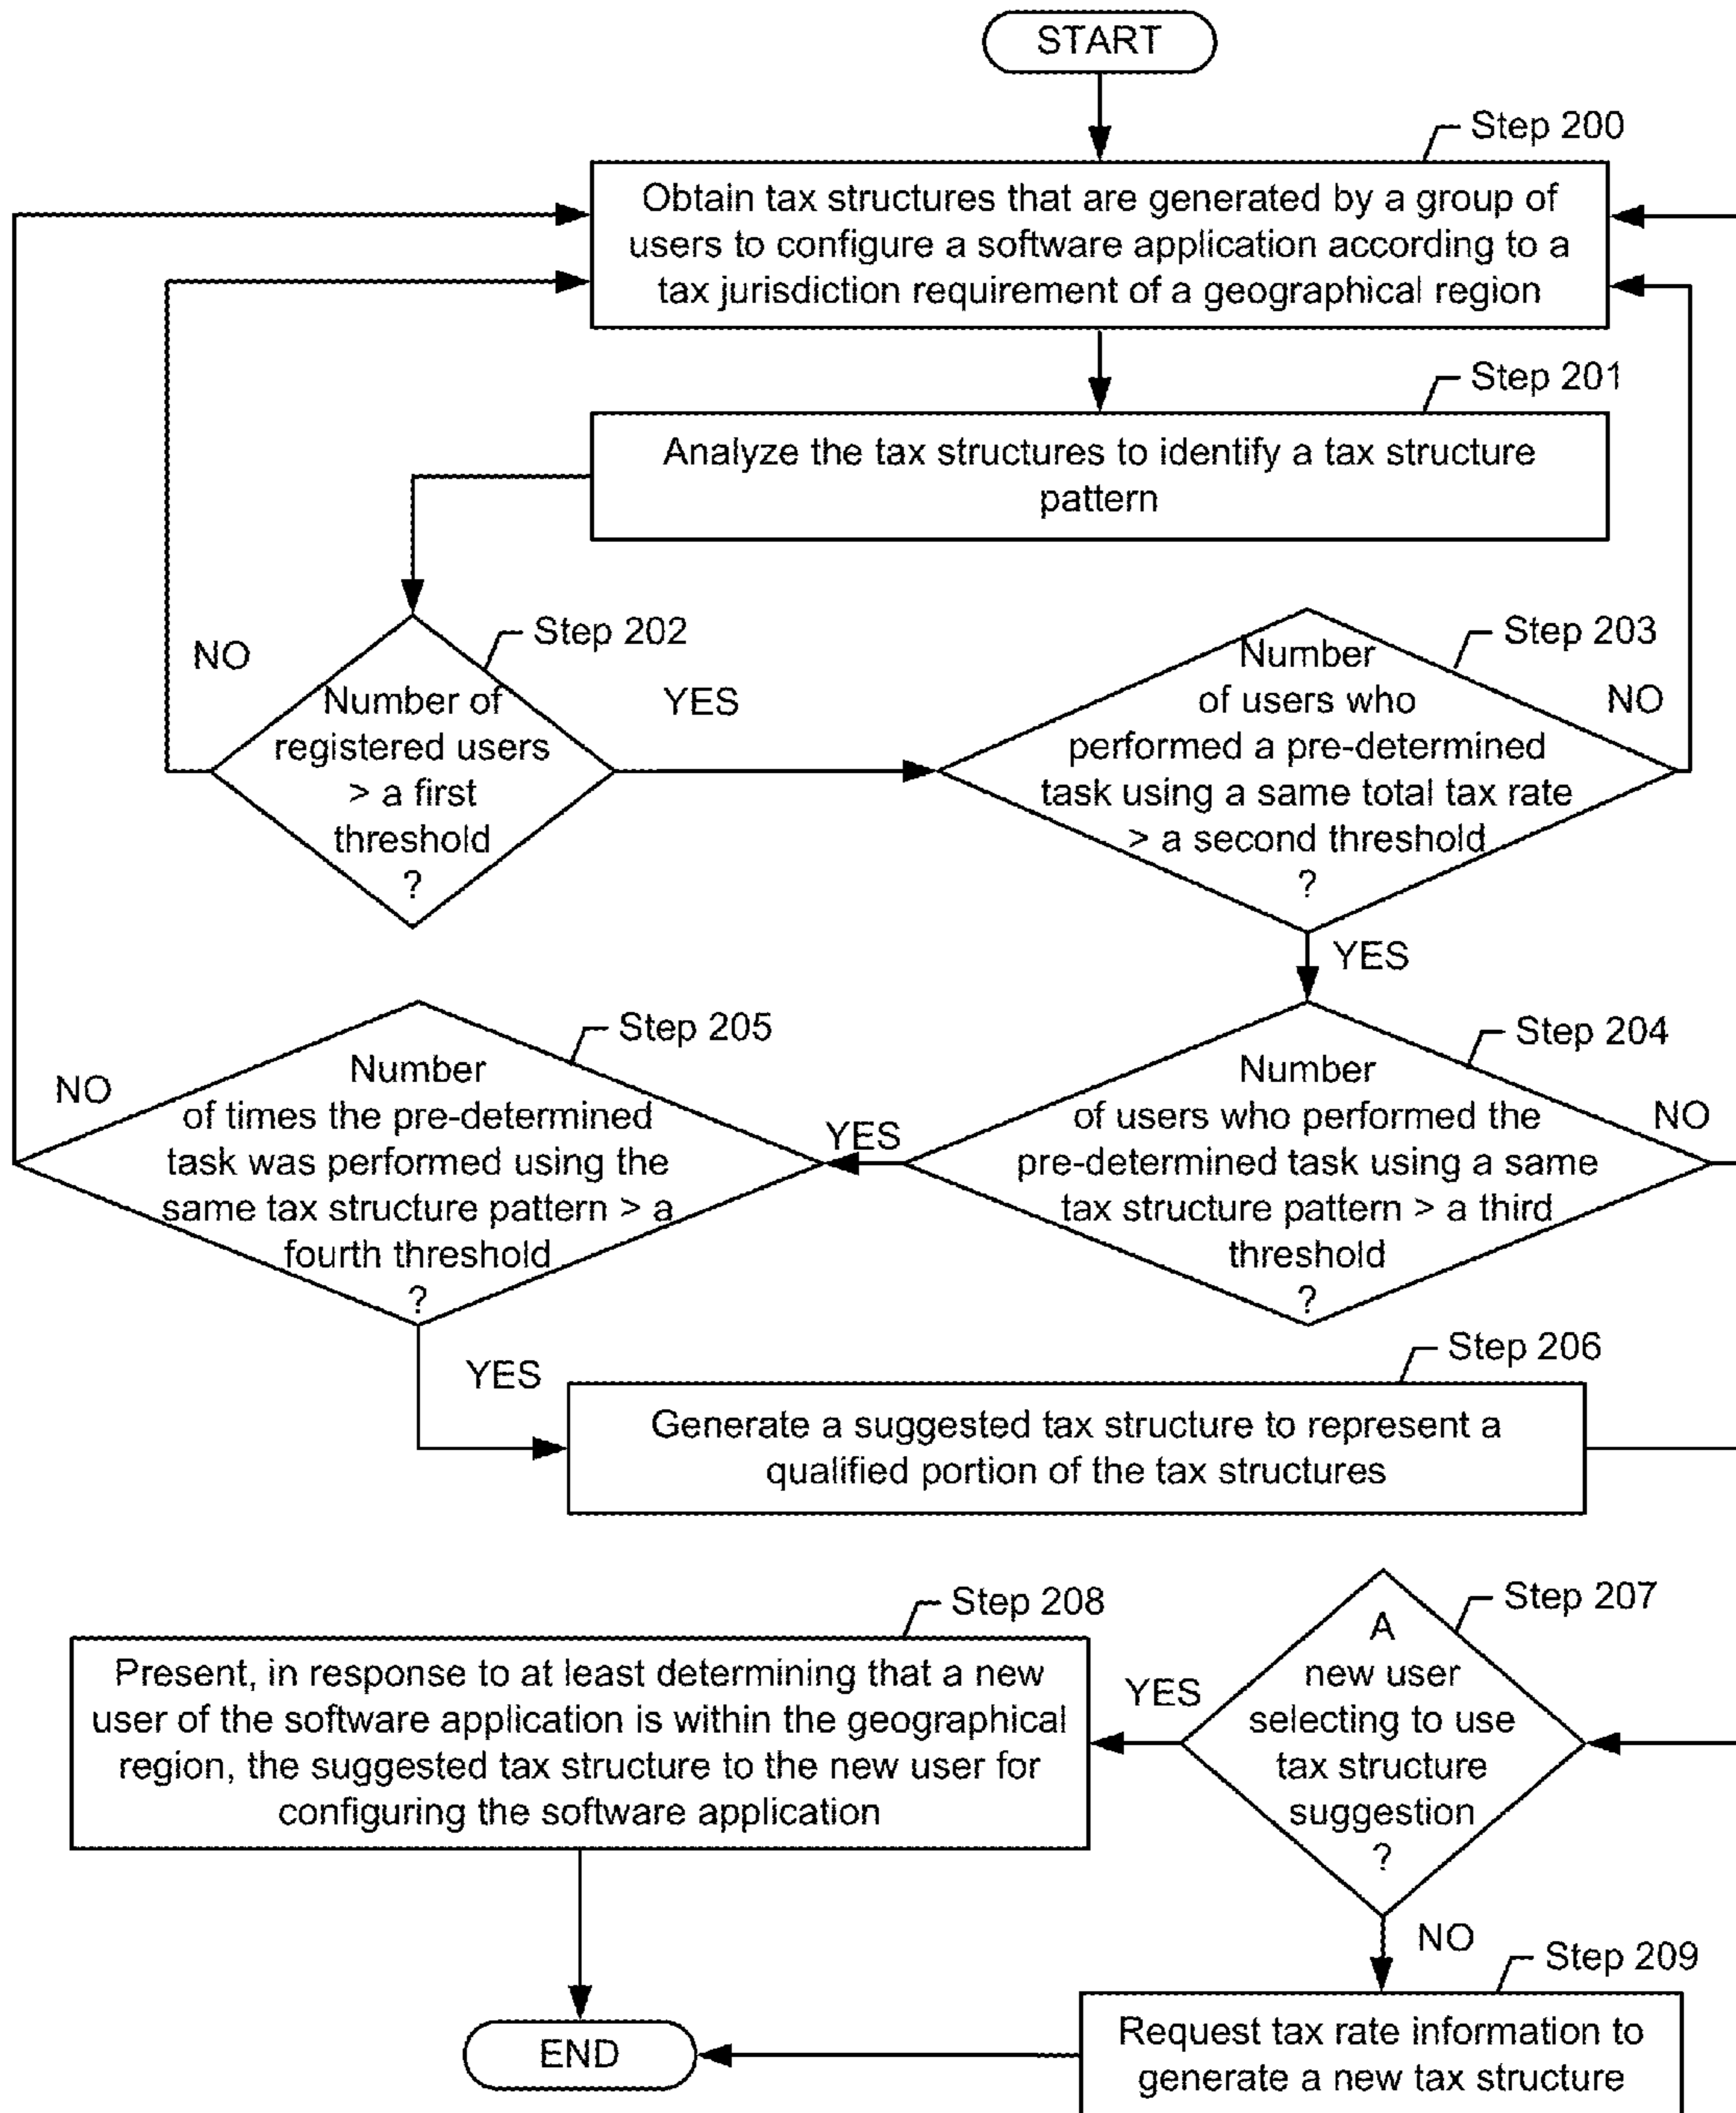 START
Step 200
Obtain tax structures that are generated by a group of
users to configure a software application according to a
tax jurisdiction requirement of a geographical region
Step 201
Analyze the tax structures to identify a tax structure
pattern
Step 202
NO
Number of
registered users
> a first
threshold
?
YES
Step 203
Number
of users who
performed a pre-determined
task using a same total tax rate
> a second threshold
?
NO
YES
Step 204
Number
of users who performed the
pre-determined task using a same
tax structure pattern > a third
threshold
?
NO
YES
Step 205
Number
of times the pre-determined
task was performed using the
same tax structure pattern > a
fourth threshold
?
NO
YES
Step 206
Generate a suggested tax structure to represent a
qualified portion of the tax structures
Step 207
A
new user
selecting to use
tax structure
suggestion
?
YES
Step 208
Present, in response to at least determining that a new
user of the software application is within the geographical
region, the suggested tax structure to the new user for
configuring the software application
NO
Step 209
Request tax rate information to
generate a new tax structure
END